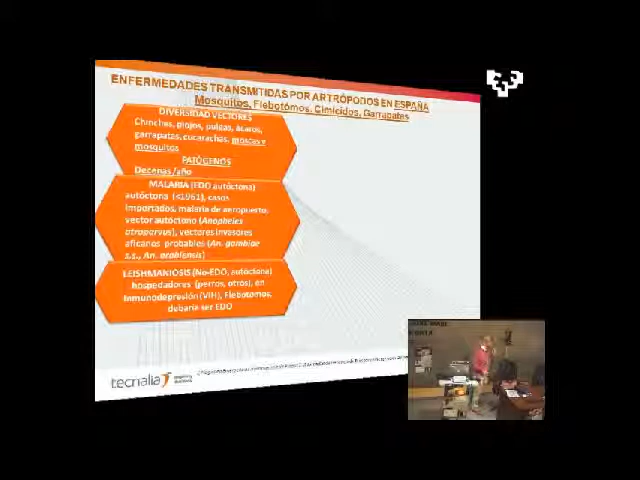 ENFERMEDADES TRANSMITIDAS POR ARTRÓPODOS EN ESPAÑA
Mosquitos, Flebotómos, Cimícidos, Garrapatas
DIVERSIDAD VECTORES
Chinches, piojos, pulgas, ácaros,
garrapatas, cucarachas, moscas y
mosquitos
PATÓGENOS
Decenas /año
MALARIA (EDO autóctona)
autóctona (<1961), casos
importados, malaria de aeropuerto,
vector autóctono (Anopheles
atroparvus), vectores invasores
africanos probables (An. gambiae
s.s., An. arabiensis)
LEISHMANIOSIS (No-EDO, autóctona)
hospedadores (perros, otros), en
inmunodepresión (VIH), Flebotomos,
debería ser EDO
tecnalia